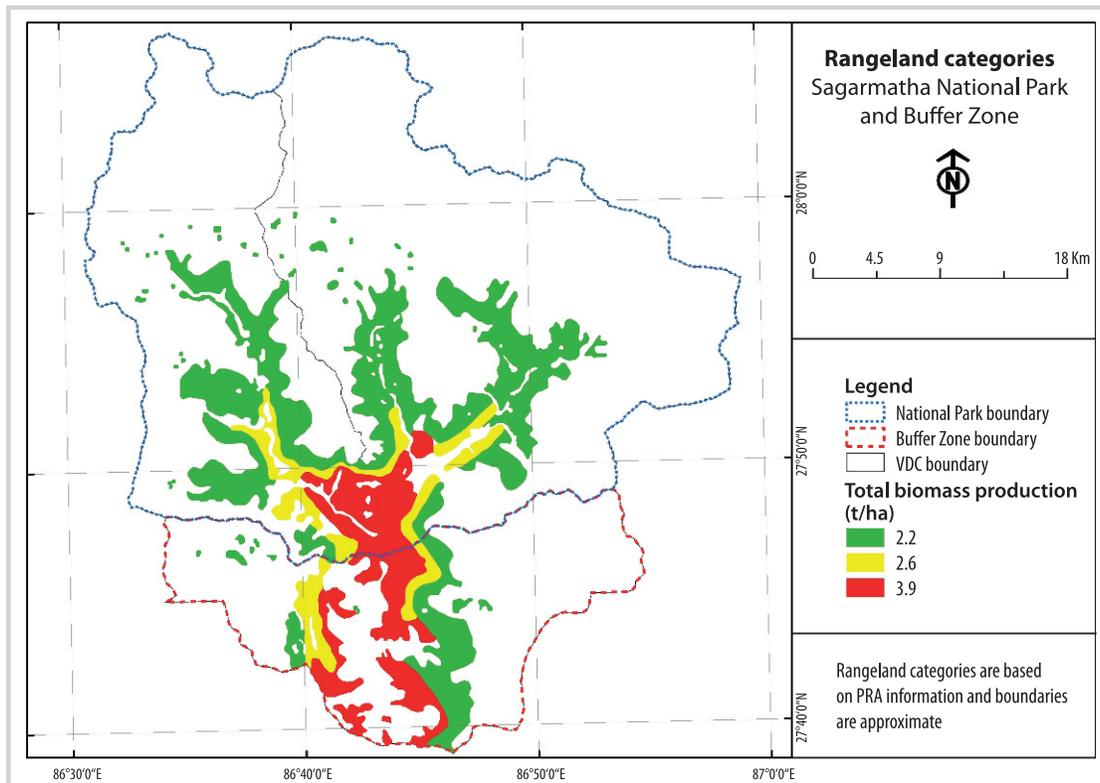 Rangeland categories
Sagarmatha National Park
and Buffer Zone
N
0 4.5 9 18 Km
Legend
National Park boundary
Buffer Zone boundary
VDC boundary
Total biomass production
(t/ha)
2.2
2.6
3.9
Rangeland categories are based
on PRA information and boundaries
are approximate
28°0'0"N
27°50'0"N
27°40'0"N
86°30'0"E 86°40'0"E 86°50'0"E 87°0'0"E